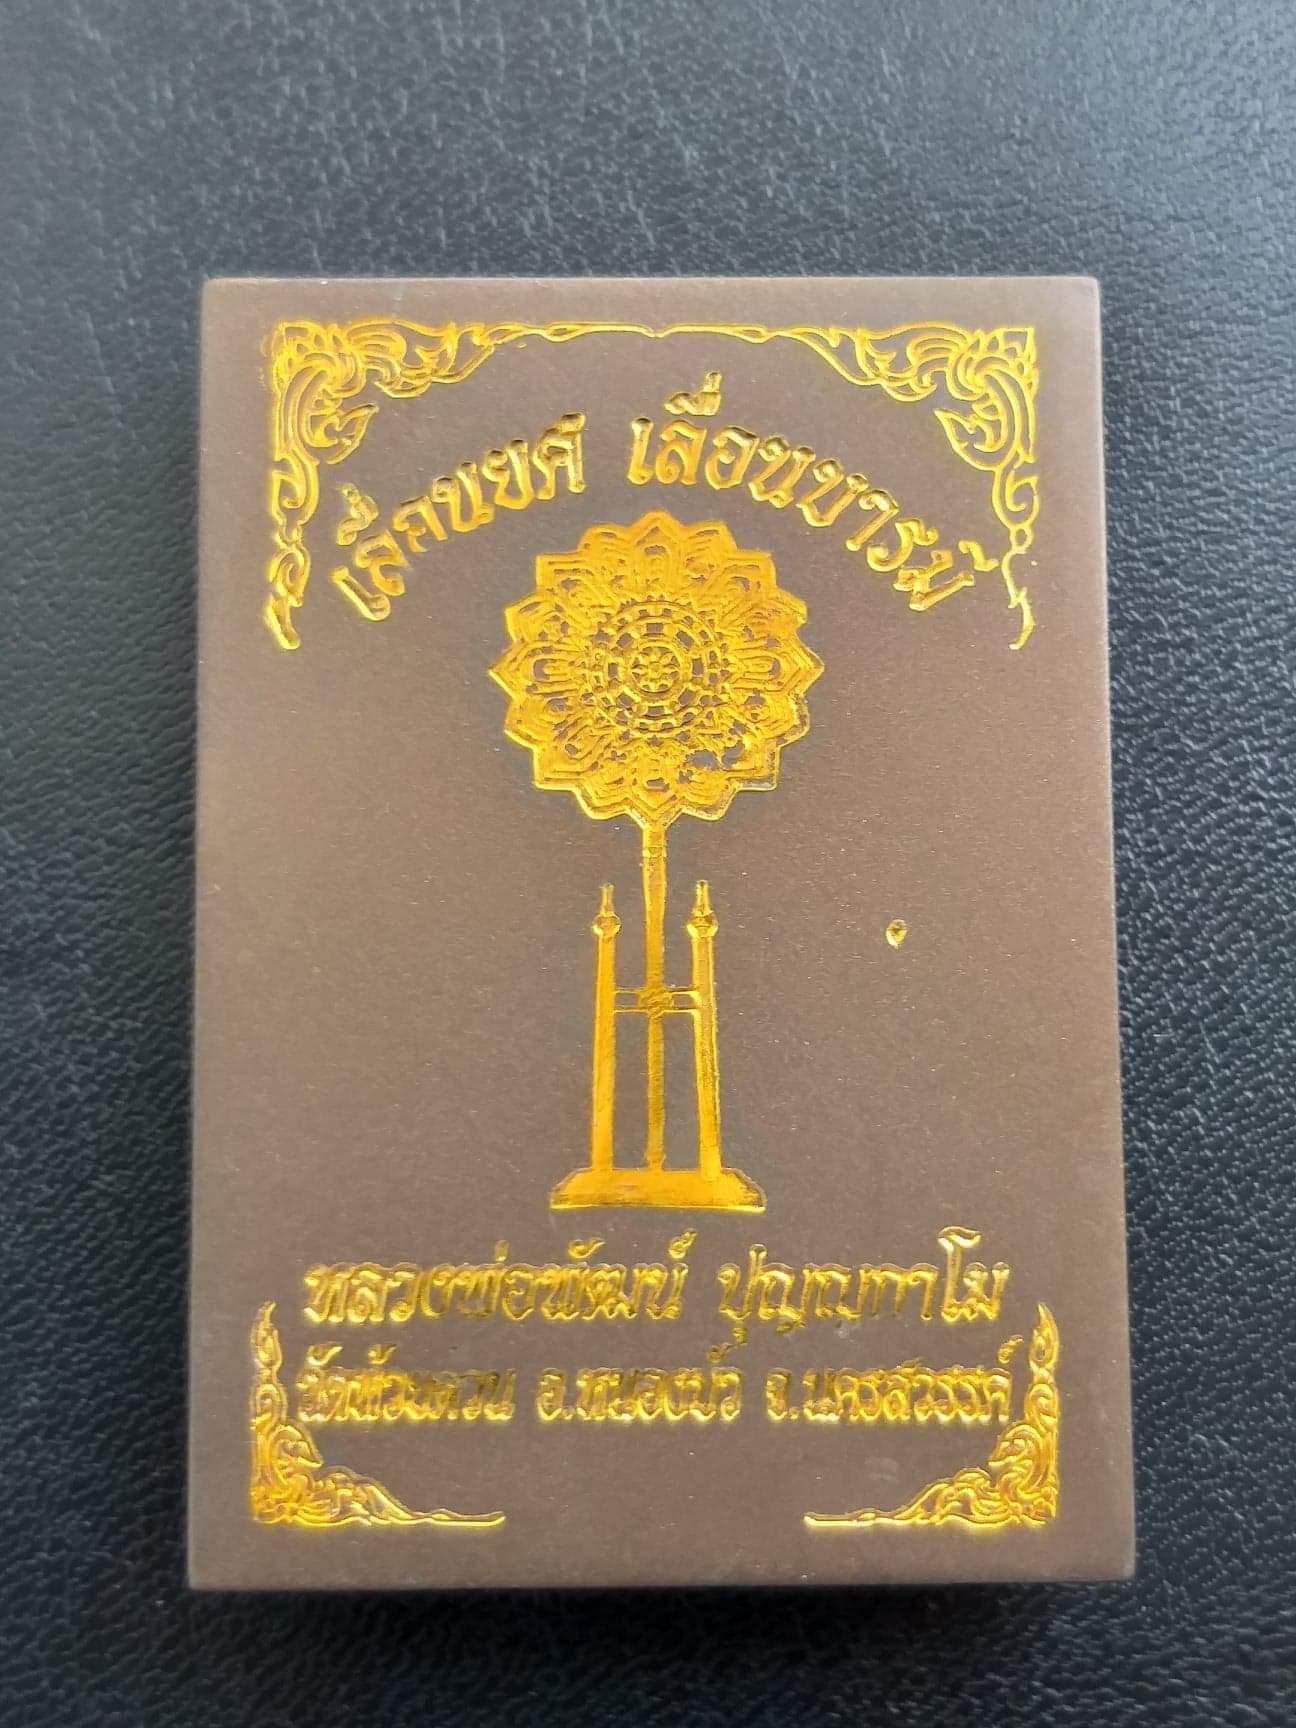 เลื่อนยศ เลื่อนบารมี
หลวงพ่อพัฒน์ ปุญญกาโม
วัดห้วยด้วน อ.หนองบัว จ.นครสวรรค์